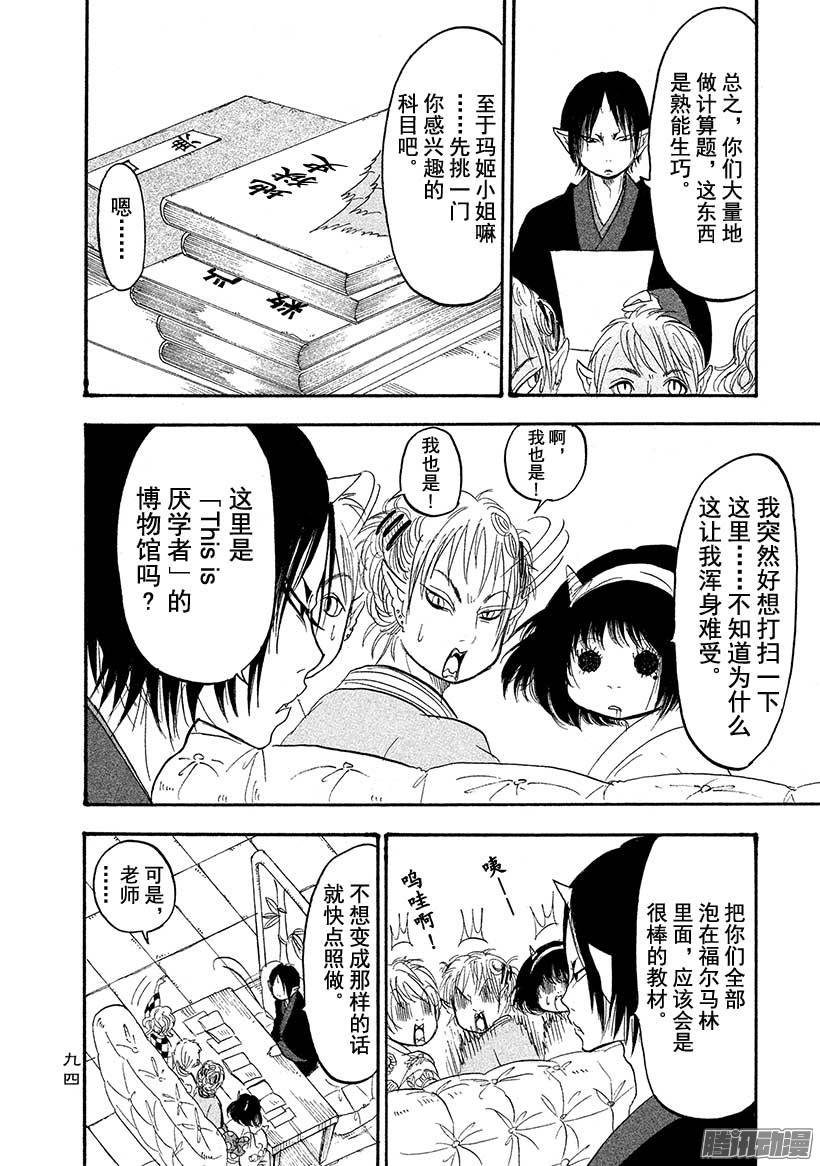 总之，你们大量地
做计算题，这东西
是熟能生巧。
至于玛姬小姐嘛
……先挑一门
你感兴趣的
科目吧。
嗯……
地狱史
我突然好想打扫一下
这里……不知道为什么
这让我浑身难受。
啊，
我也是！
我也是！
这里是
「This is
厌学者」的
博物馆吗？
把你们全部
泡在福尔马林
里面，应该会是
很棒的教材。
咦—
呜哇啊！
不想变成那样的话
就快点照做。
可是，
老师
……
九四
腾讯动漫